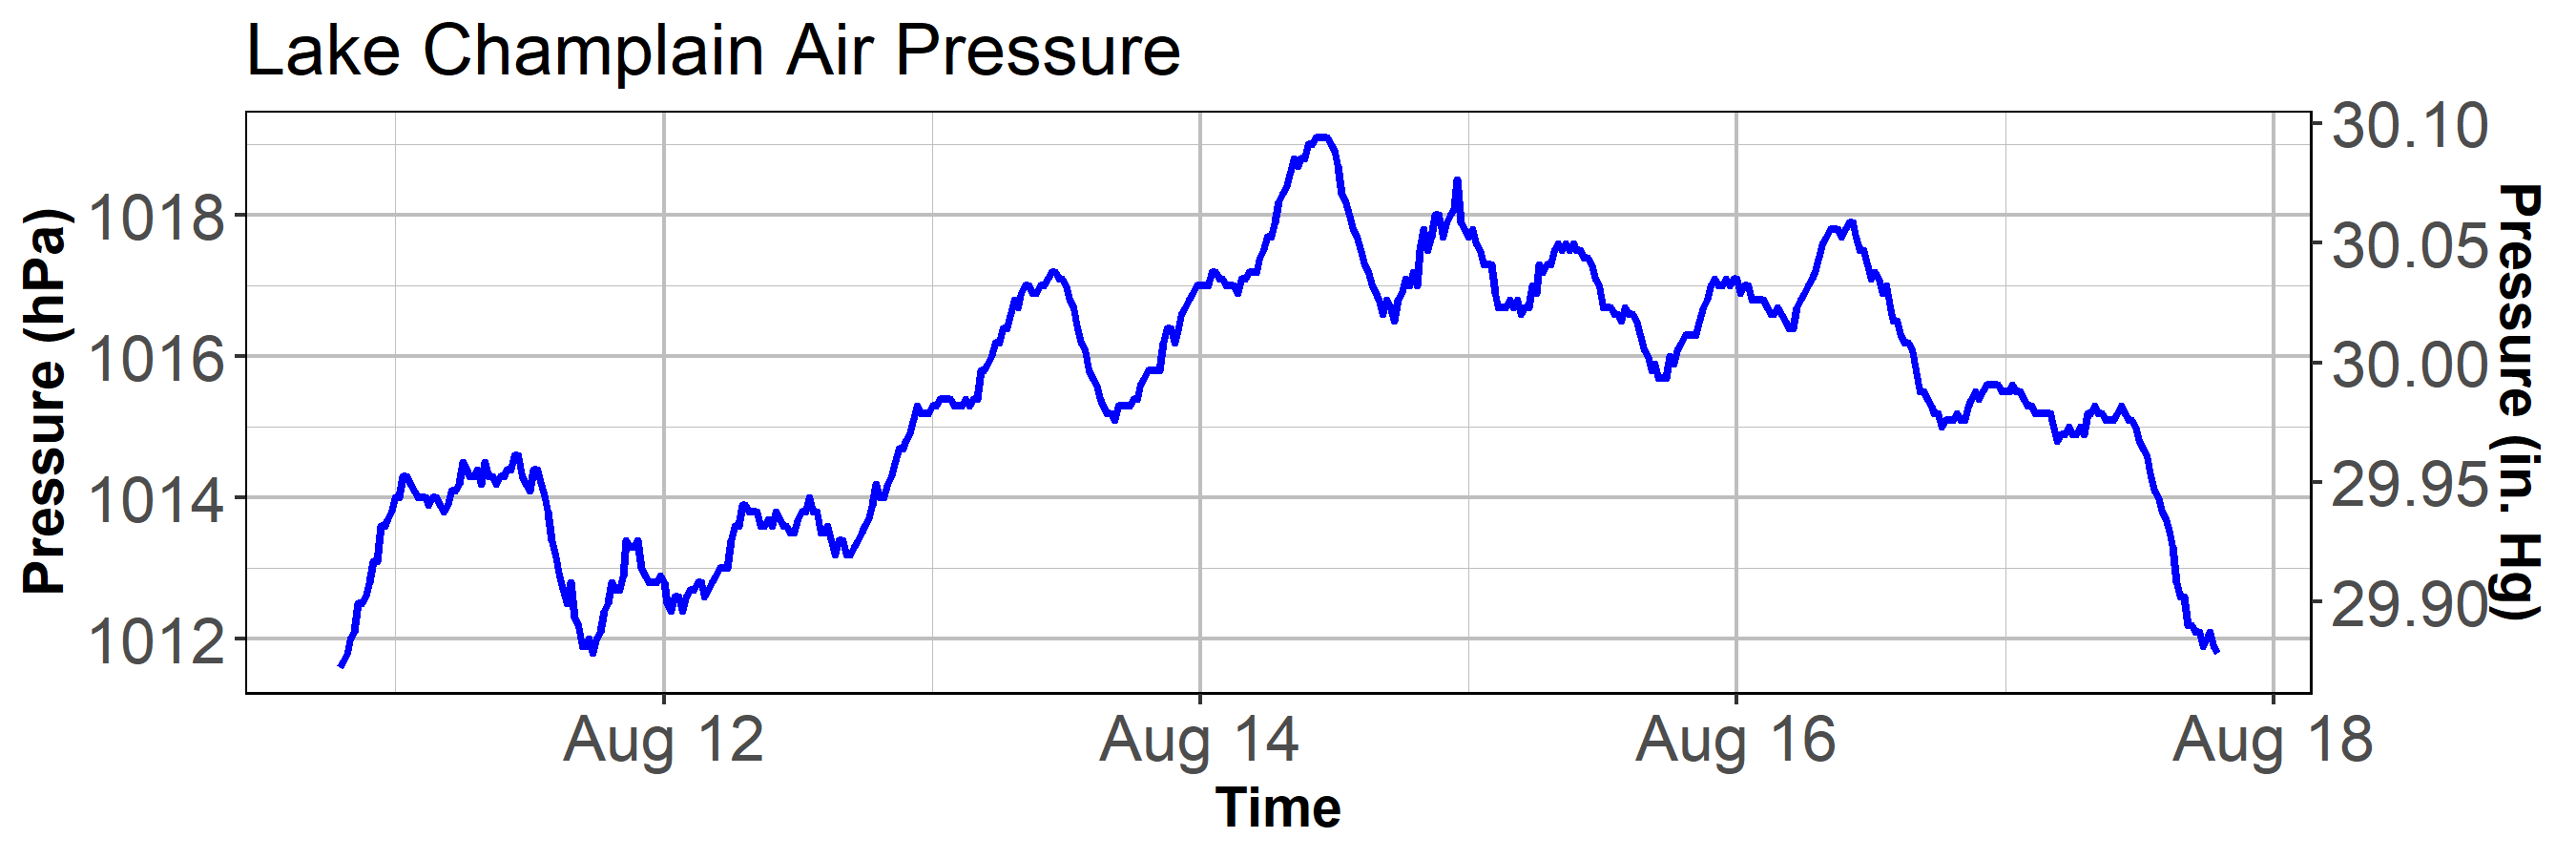 Lake Champlain Air Pressure
Pressure (hPa)
1018
1016
1014
1012
30.10
30.05
30.00
29.95
29.90
Pressure (in. Hg)
Aug 12
Aug 14
Aug 16
Aug 18
Time